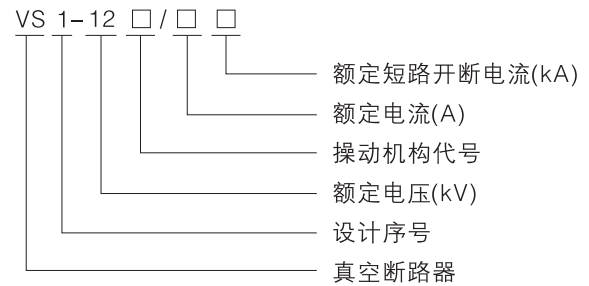 VS 1-12 □/□ □
额定短路开断电流(kA)
额定电流(A)
操动机构代号
额定电压(kV)
设计序号
真空断路器